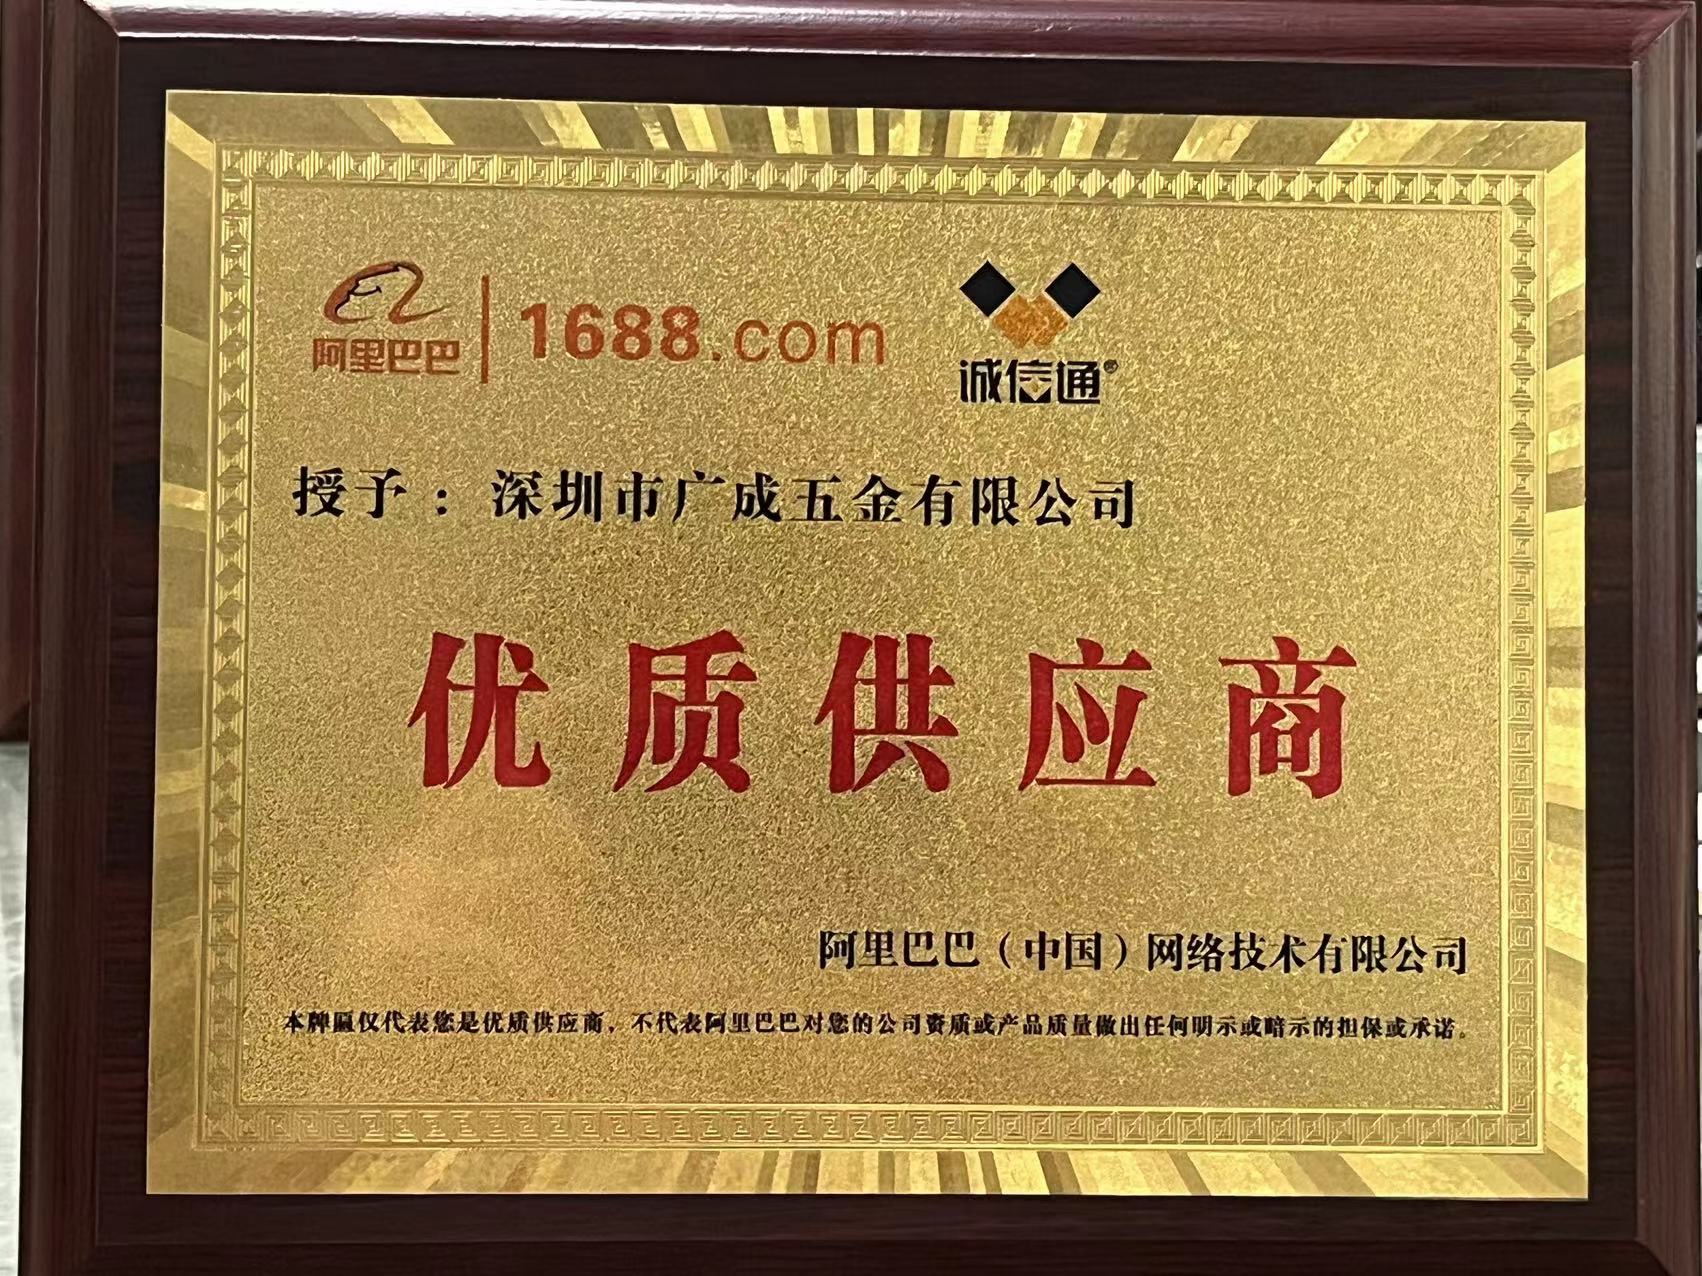 阿里巴巴 1688.com 诚信通®
授予：深圳市广成五金有限公司
优质供应商
阿里巴巴（中国）网络技术有限公司
本牌匾仅代表您是优质供应商，不代表阿里巴巴对您的公司资质或产品质量做出任何明示或暗示的担保或承诺。